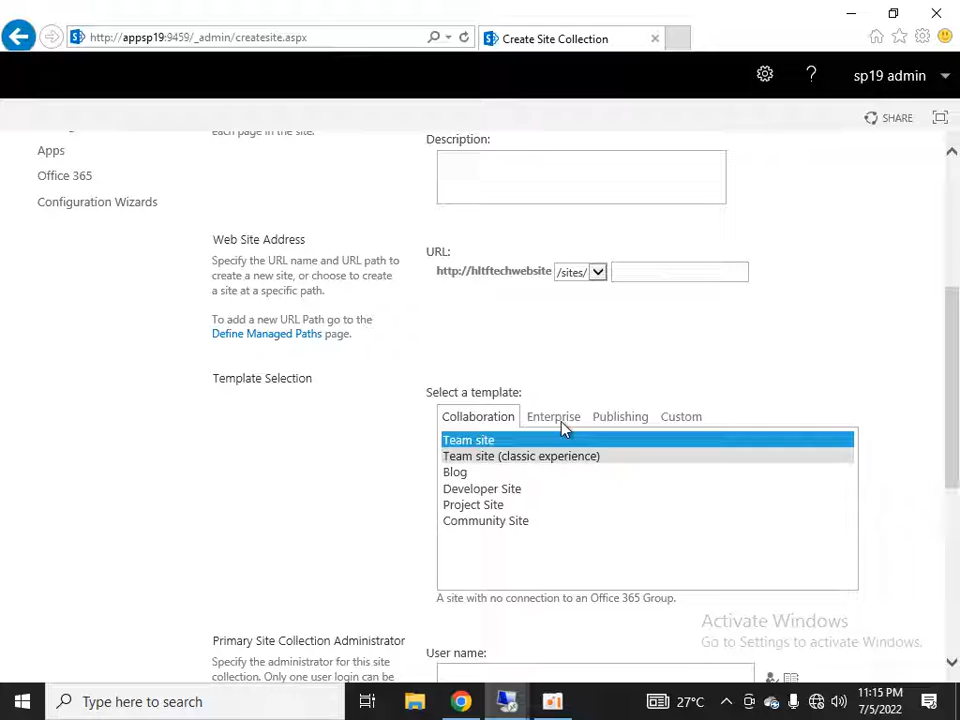 http://appsp19:9459/_admin/createsite.aspx
Create Site Collection
sp19 admin
SHARE
each page in the site.
Apps
Office 365
Configuration Wizards
Description:
Web Site Address
Specify the URL name and URL path to
create a new site, or choose to create
a site at a specific path.
To add a new URL Path go to the
Define Managed Paths page.
URL:
http://hltftechwebsite /sites/
Template Selection
Select a template:
Collaboration Enterprise Publishing Custom
Team site
Team site (classic experience)
Blog
Developer Site
Project Site
Community Site
A site with no connection to an Office 365 Group.
Primary Site Collection Administrator
Specify the administrator for this site
collection. Only one user login can be
User name:
Activate Windows
Go to Settings to activate Windows.
Type here to search
27°C
11:15 PM
7/5/2022